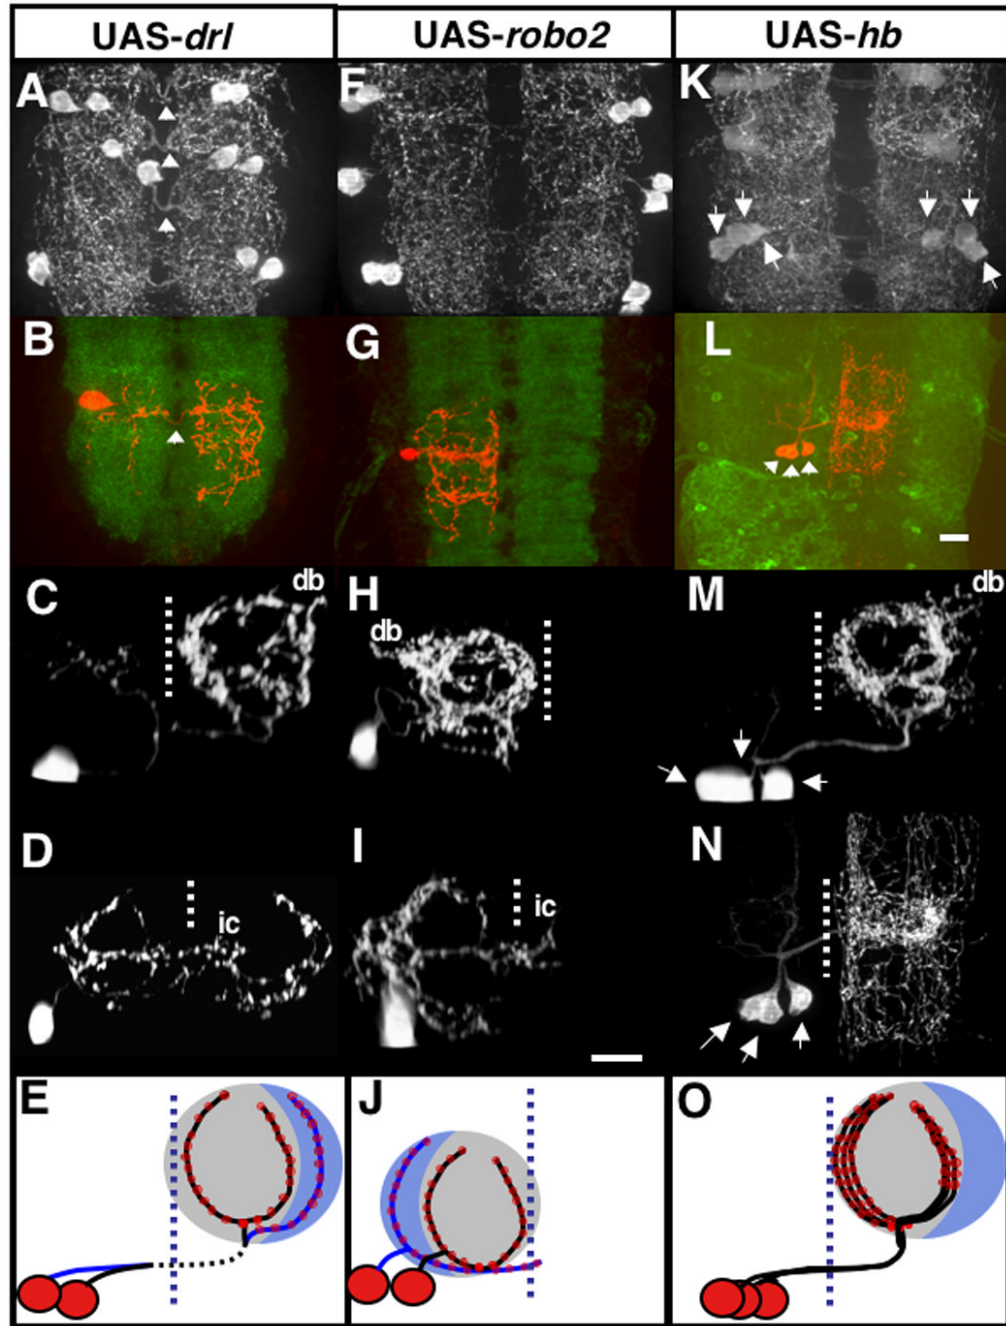 UAS-drl UAS-robo2 UAS-hb
A F K
B G L
C db H db M db
D ic I ic N
E J O